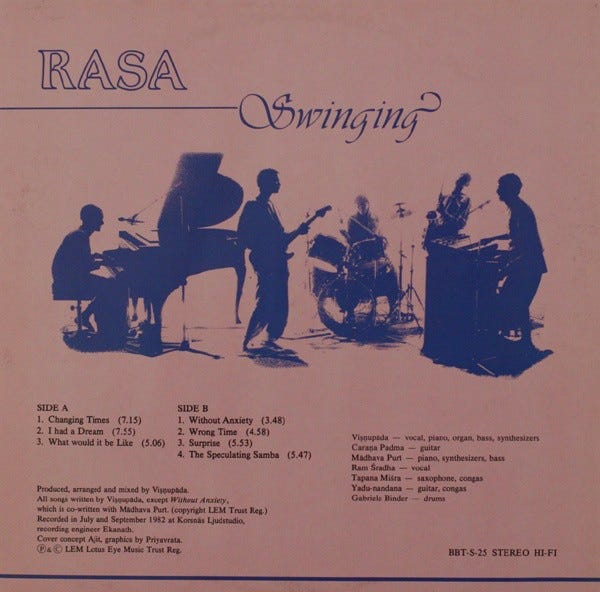 RASA
Swinging
SIDE A
1. Changing Times (7.15)
2. I had a Dream (7.55)
3. What would it be Like (5.06)
SIDE B
1. Without Anxiety (3.48)
2. Wrong Time (4.58)
3. Surprise (5.53)
4. The Speculating Samba (5.47)
Viṣṇupāda — vocal, piano, organ, bass, synthesizers
Caraṇa Padma — guitar
Mādhava Purī — piano, synthesizers, bass
Ram Śradha — vocal
Tapana Miśra — saxophone, congas
Yadu-nandana — guitar, congas
Gabriele Binder — drums
Produced, arranged and mixed by Viṣṇupāda.
All songs written by Viṣṇupāda, except Without Anxiety,
which is co-written with Mādhava Purī. (copyright LEM Trust Reg.)
Recorded in July and September 1982 at Korsnäs Ljudstudio,
recording engineer Ekanath.
Cover concept Ajit, graphics by Priyavrata.
℗ & © LEM Lotus Eye Music Trust Reg.
BBT-S-25 STEREO HI-FI